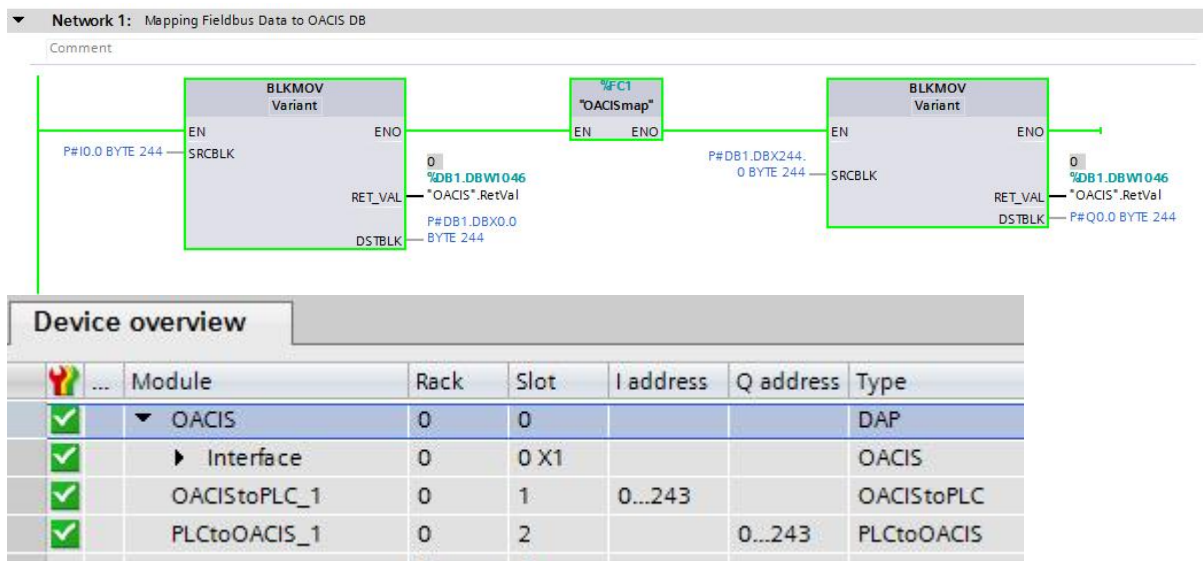 Network 1: Mapping Fieldbus Data to OACIS DB
Comment
BLKMOV
Variant
EN
ENO
P#I0.0 BYTE 244
SRCBLK
0
%DB1.DBW1046
RET_VAL
"OACIS".RetVal
P#DB1.DBX0.0
DSTBLK
BYTE 244
%FC1
"OACISmap"
EN ENO
BLKMOV
Variant
EN
ENO
P#DB1.DBX244.
0 BYTE 244
SRCBLK
0
%DB1.DBW1046
RET_VAL
"OACIS".RetVal
DSTBLK
P#Q0.0 BYTE 244
Device overview
... Module Rack Slot I address Q address Type
OACIS 0 0 DAP
Interface 0 0 X1 OACIS
OACIStoPLC_1 0 1 0...243 OACIStoPLC
PLCtoOACIS_1 0 2 0...243 PLCtoOACIS